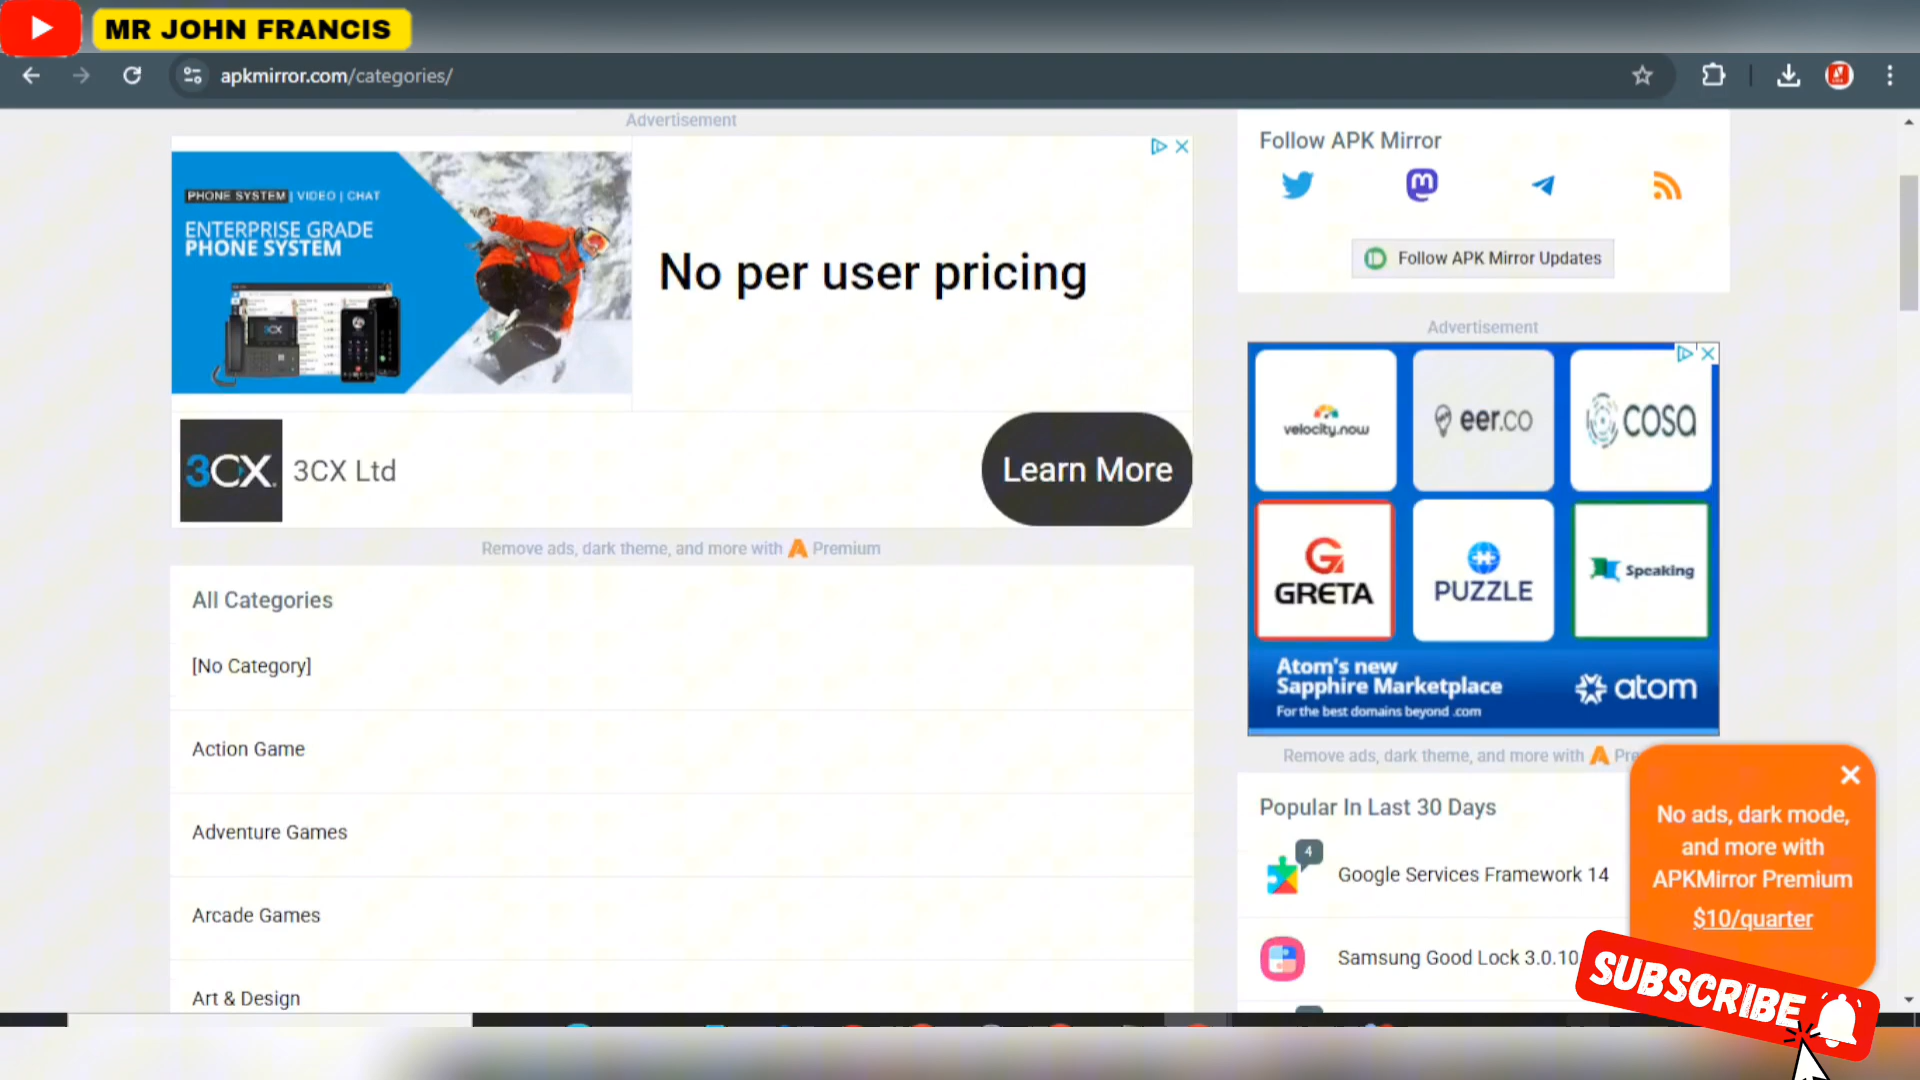 MR JOHN FRANCIS
apkmirror.com/categories/
Advertisement
PHONE SYSTEM | VIDEO | CHAT
ENTERPRISE GRADE
PHONE SYSTEM
3CX
No per user pricing
3CX
3CX Ltd
Learn More
Remove ads, dark theme, and more with Premium
All Categories
[No Category]
Action Game
Adventure Games
Arcade Games
Art & Design
Follow APK Mirror
Follow APK Mirror Updates
Advertisement
velocity.now
eer.co
cosa
GRETA
PUZZLE
Speaking
Atom's new
Sapphire Marketplace
For the best domains beyond .com
atom
Remove ads, dark theme, and more with Pre
Popular In Last 30 Days
4
Google Services Framework 14
Samsung Good Lock 3.0.10
No ads, dark mode,
and more with
APKMirror Premium
$10/quarter
SUBSCRIBE